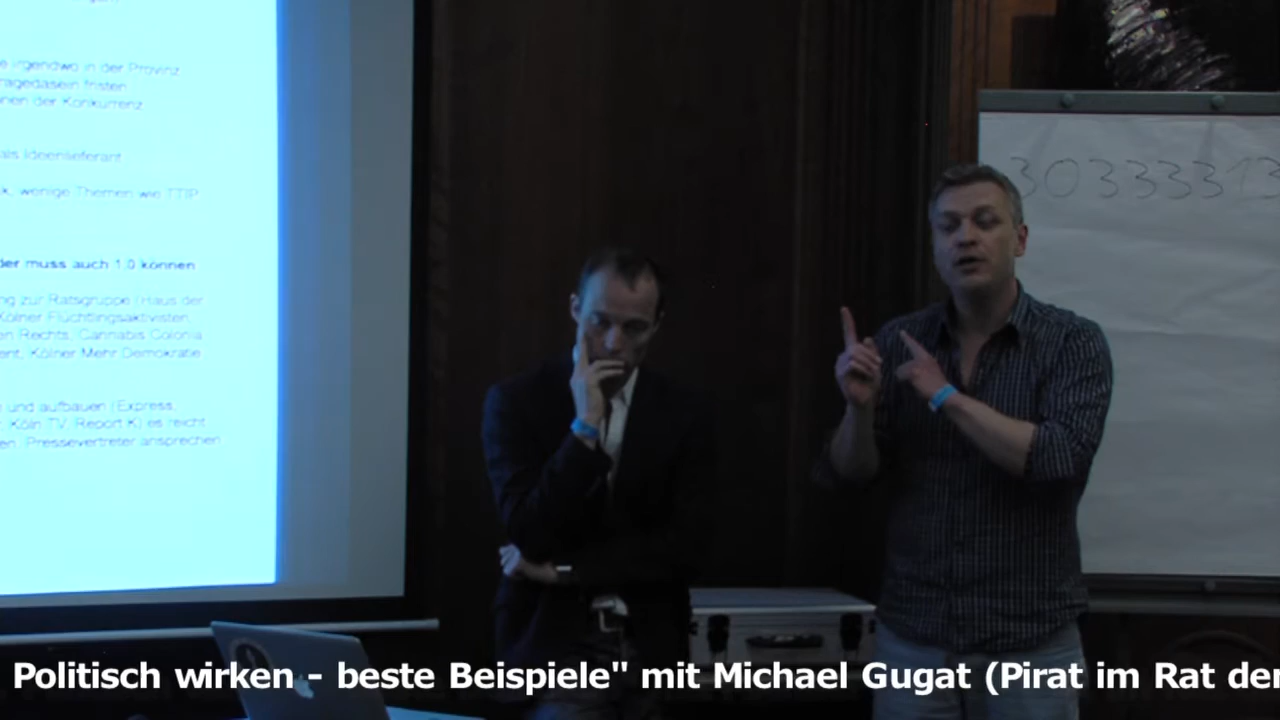 irgendwo in der Provinz
fristen
nen der Konkurrenz
als Ideenlieferant
k, wenige Themen wie TTIP
der muss auch 1.0 können
ng zur Ratsgruppe (Haus der
Kölner Flüchtlingsaktivisten,
en Rechts, Cannabis Colonia
ent, Kölner Mehr Demokratie
und aufbauen (Express,
Köln TV, Report K) es reicht
en, Pressevertreter ansprechen
30333313
Politisch wirken - beste Beispiele" mit Michael Gugat (Pirat im Rat der